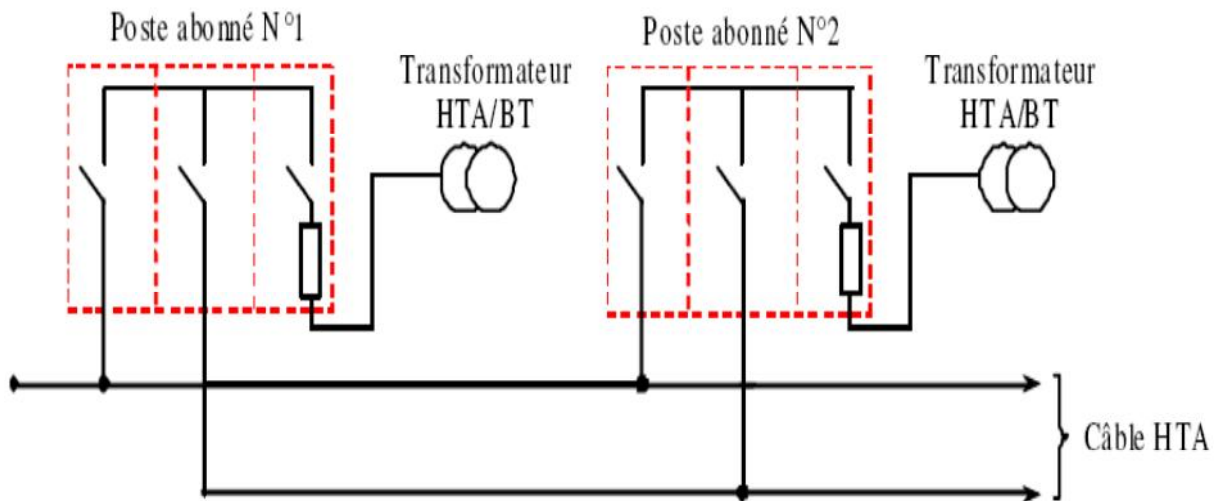 Poste abonné N°1
Transformateur
HTA/BT
Poste abonné N°2
Transformateur
HTA/BT
Câble HTA